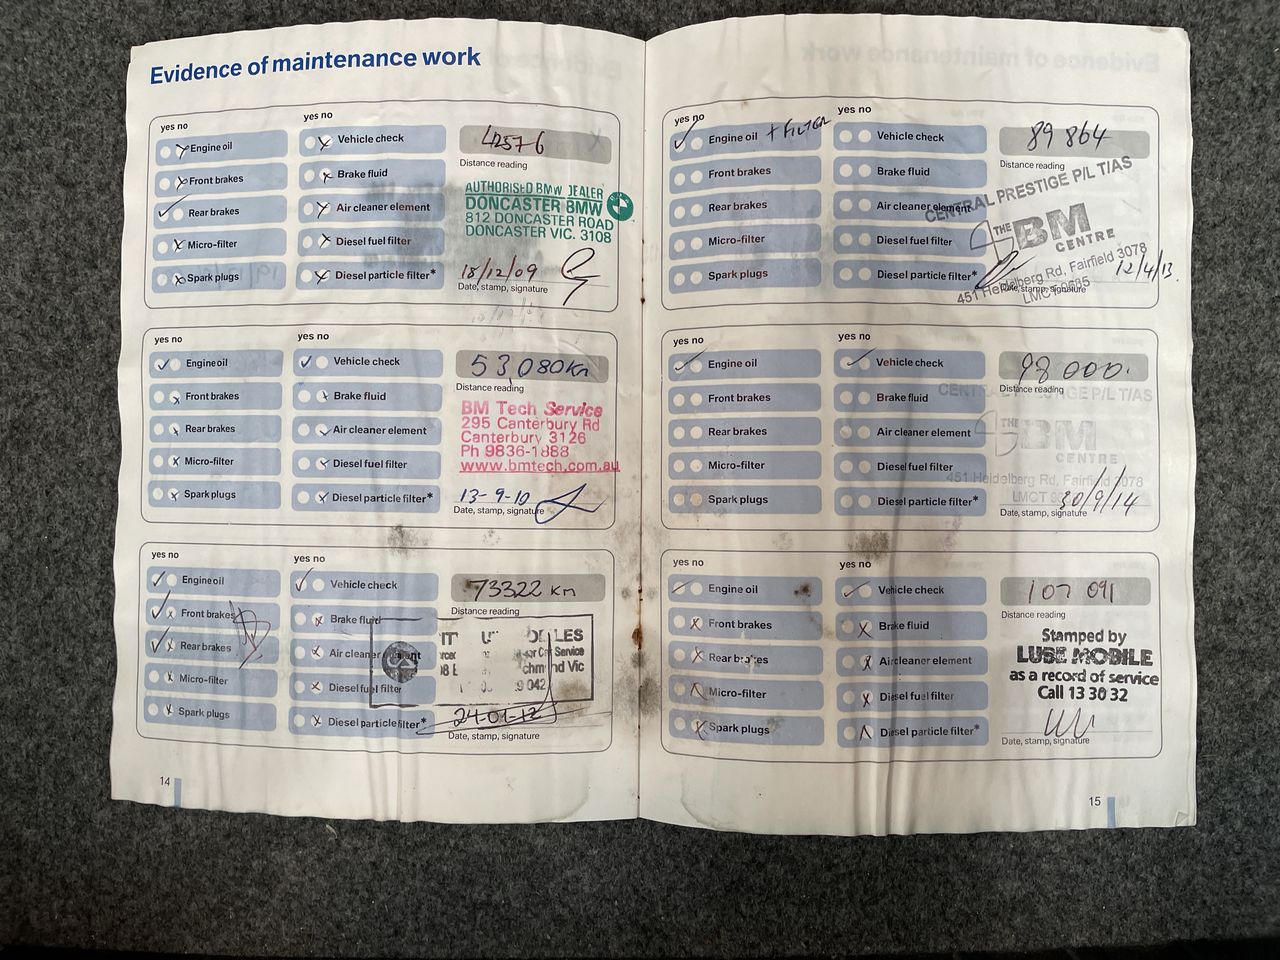 Evidence of maintenance work
yes no
yes no
Engine oil
Vehicle check
42576
Distance reading
Front brakes
Brake fluid
Rear brakes
Air cleaner element
AUTHORISED BMW DEALER
DONCASTER BMW
812 DONCASTER ROAD
DONCASTER VIC. 3108
Micro-filter
Diesel fuel filter
Spark plugs
Diesel particle filter*
18/12/09
Date, stamp, signature
yes no
yes no
Engine oil
Vehicle check
53,080km
Distance reading
Front brakes
Brake fluid
Rear brakes
Air cleaner element
BM Tech Service
295 Canterbury Rd
Canterbury 3126
Ph 9836-1888
www.bmtech.com.au
Micro-filter
Diesel fuel filter
Spark plugs
Diesel particle filter*
13-9-10
Date, stamp, signature
yes no
yes no
Engine oil
Vehicle check
73322 km
Distance reading
Front brakes
Brake fluid
Rear brakes
Air cleaner
Service
Vic
Micro-filter
Diesel fuel filter
Spark plugs
Diesel particle filter*
Date, stamp, signature
14
yes no
yes no
Engine oil + FILTER
Vehicle check
89 864
Distance reading
Front brakes
Brake fluid
Rear brakes
Air cleaner element
CENTRAL PRESTIGE P/L T/AS
THE BM
CENTRE
451 Heidelberg Rd, Fairfield 3078
LMCT 9685
Micro-filter
Diesel fuel filter
Spark plugs
Diesel particle filter*
12/4/13.
Date, stamp, signature
yes no
yes no
Engine oil
Vehicle check
98 000.
Distance reading
Front brakes
Brake fluid
CENTRAL PRESTIGE P/L T/AS
Rear brakes
Air cleaner element
THE BM
CENTRE
Micro-filter
Diesel fuel filter
451 Heidelberg Rd, Fairfield 3078
LMCT
Spark plugs
Diesel particle filter*
30/9/14
Date, stamp, signature
yes no
yes no
Engine oil
Vehicle check
107 091
Distance reading
Front brakes
Brake fluid
Rear brakes
Air cleaner element
Stamped by
LUBE MOBILE
as a record of service
Call 13 30 32
Micro-filter
Diesel fuel filter
Spark plugs
Diesel particle filter*
Date, stamp, signature
15